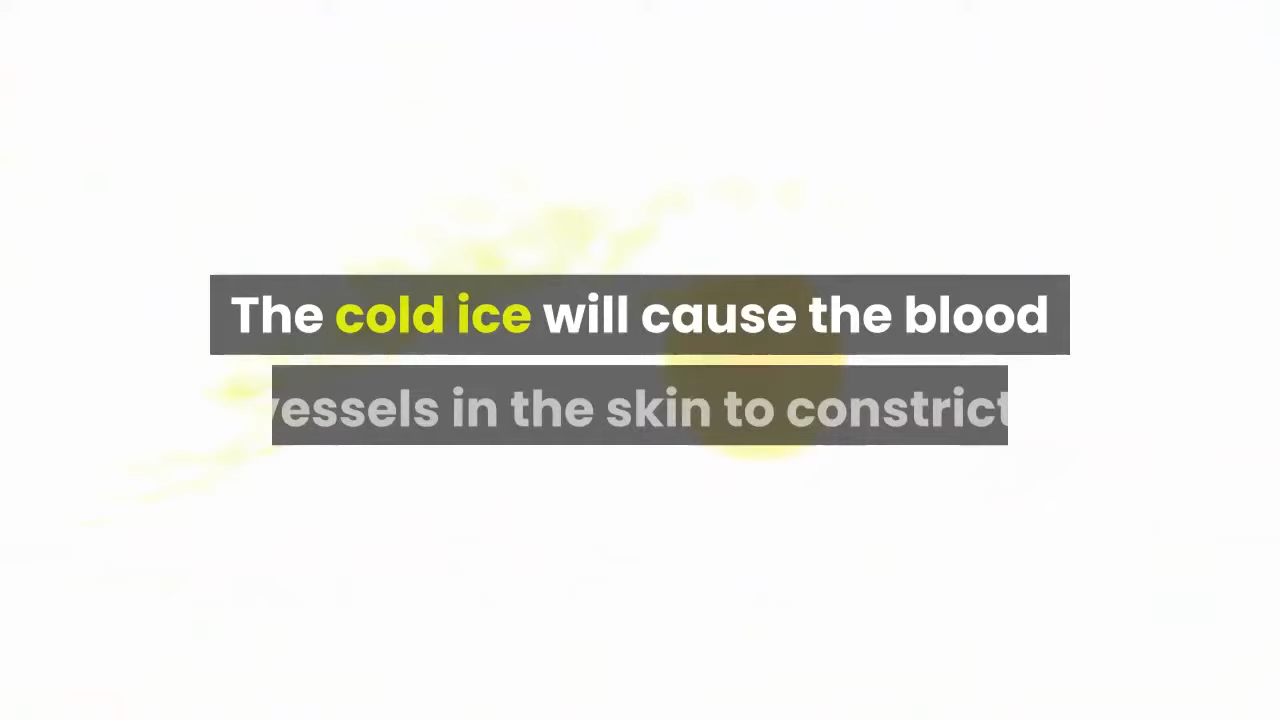 The cold ice will cause the blood
vessels in the skin to constrict